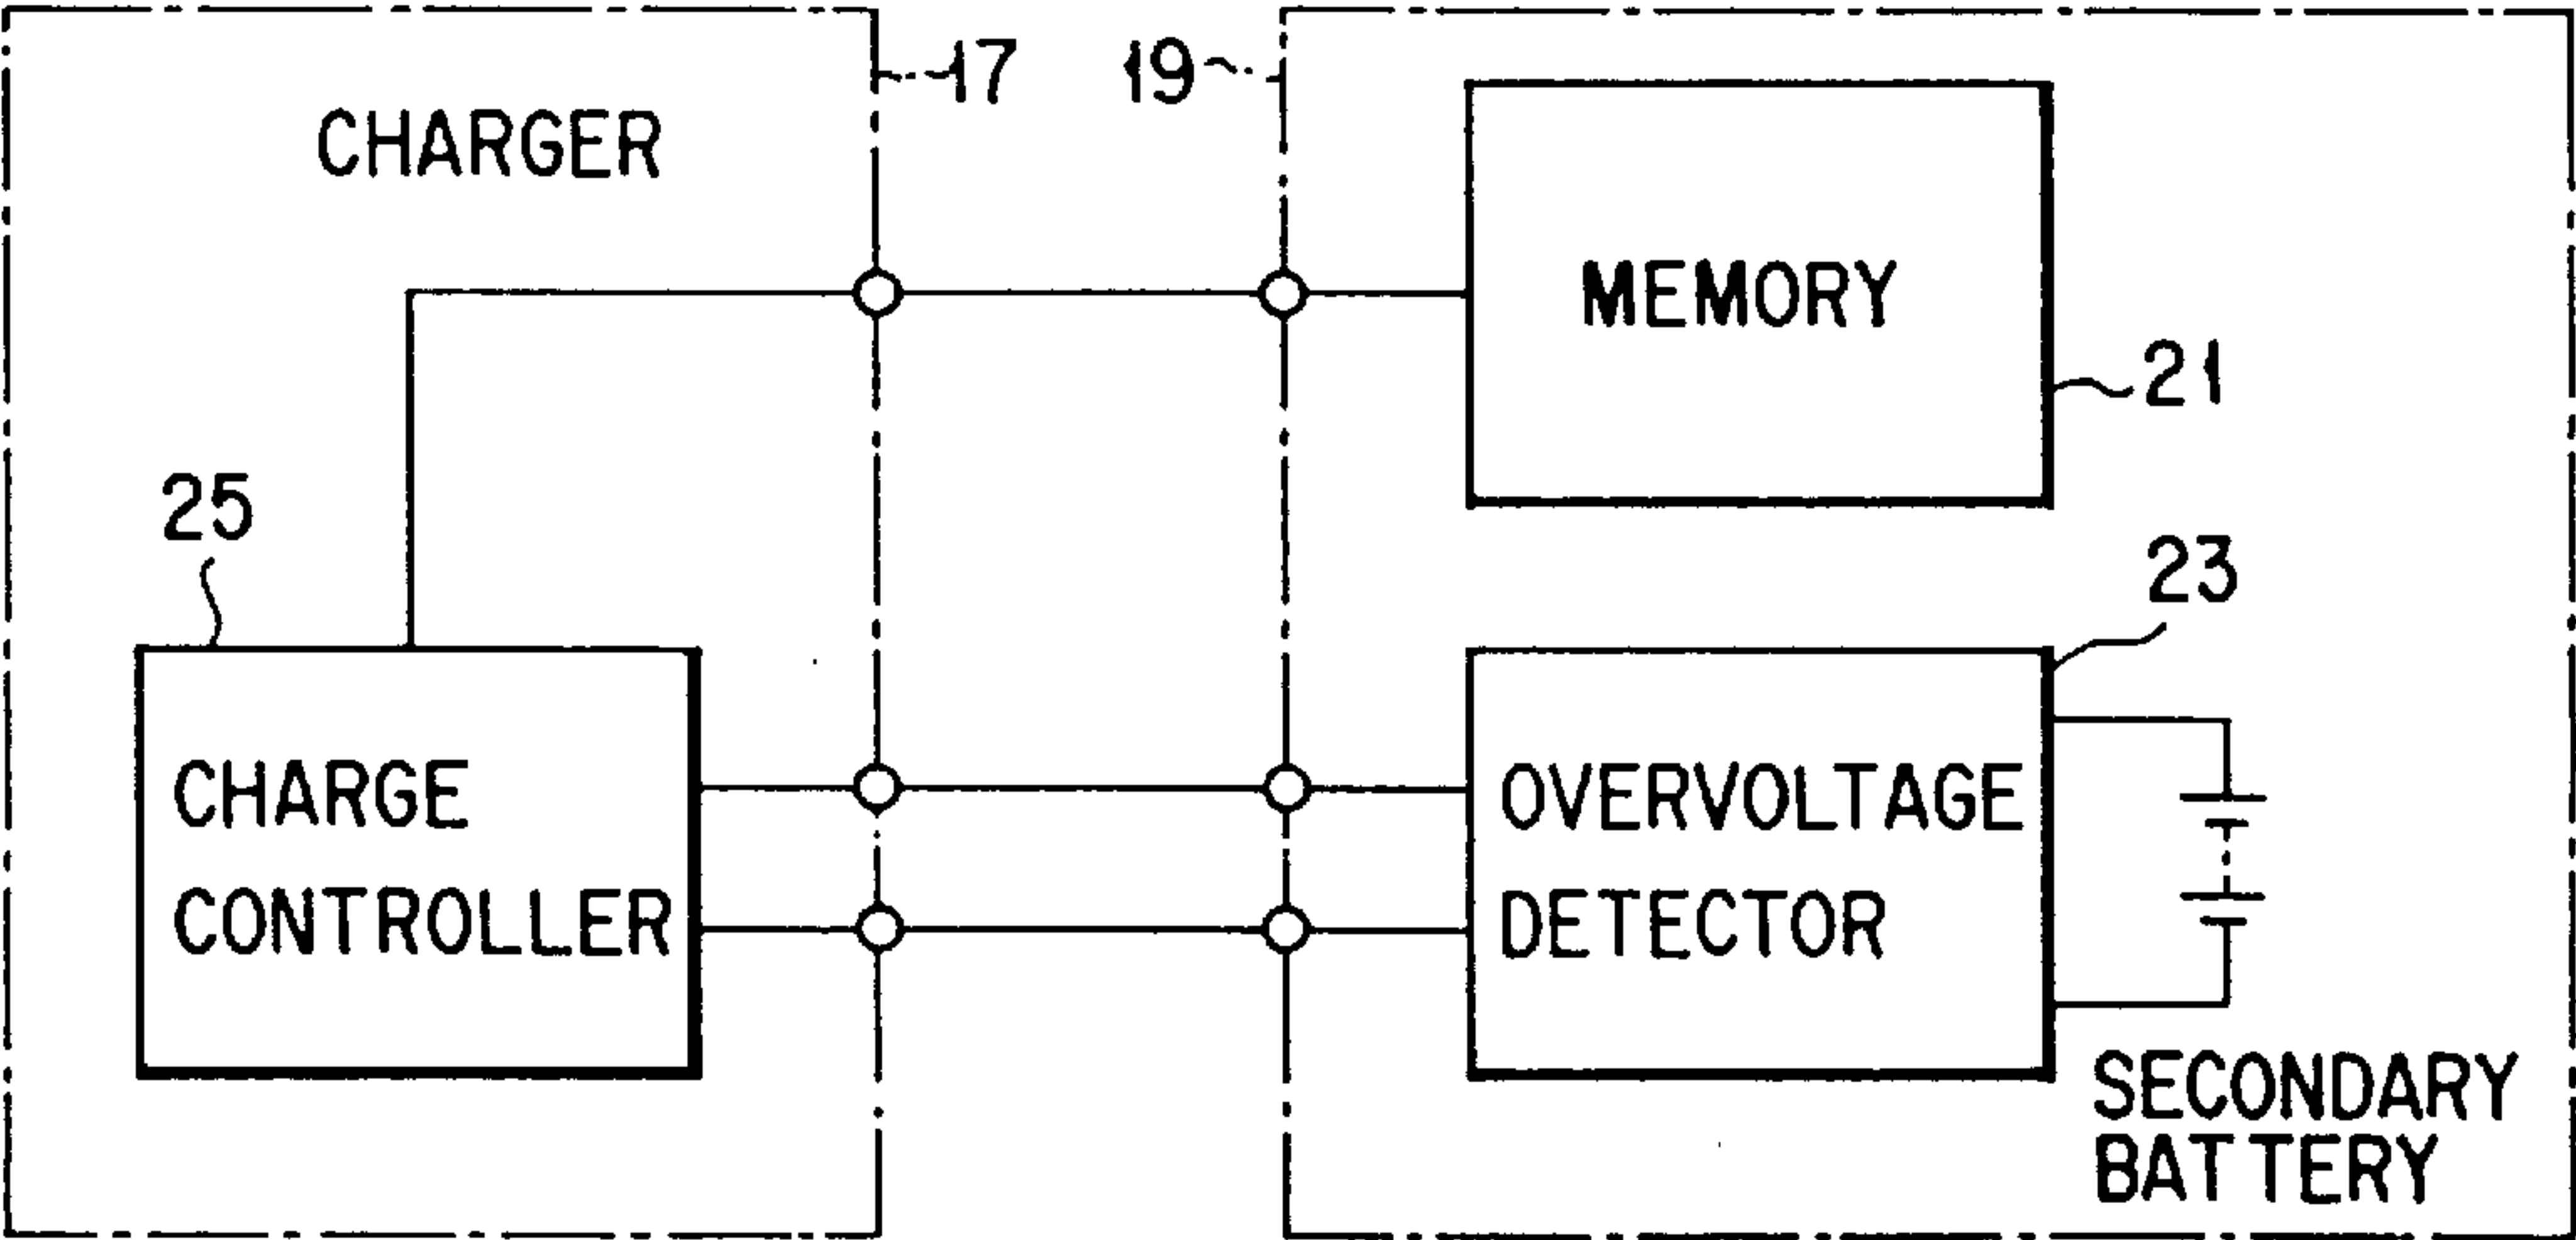 CHARGER
17
19
MEMORY
21
25
23
CHARGE
CONTROLLER
OVERVOLTAGE
DETECTOR
SECONDARY
BATTERY